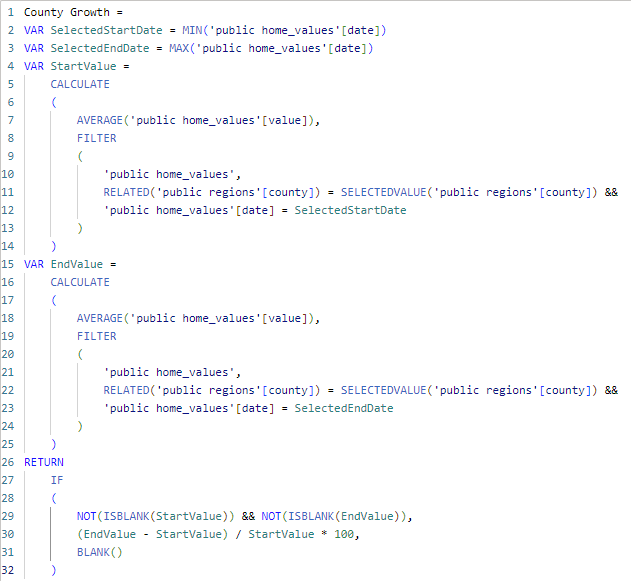 1 County Growth =
2 VAR SelectedStartDate = MIN('public home_values'[date])
3 VAR SelectedEndDate = MAX('public home_values'[date])
4 VAR StartValue =
5 CALCULATE
6 (
7 AVERAGE('public home_values'[value]),
8 FILTER
9 (
10 'public home_values',
11 RELATED('public regions'[county]) = SELECTEDVALUE('public regions'[county]) &&
12 'public home_values'[date] = SelectedStartDate
13 )
14 )
15 VAR EndValue =
16 CALCULATE
17 (
18 AVERAGE('public home_values'[value]),
19 FILTER
20 (
21 'public home_values',
22 RELATED('public regions'[county]) = SELECTEDVALUE('public regions'[county]) &&
23 'public home_values'[date] = SelectedEndDate
24 )
25 )
26 RETURN
27 IF
28 (
29 NOT(ISBLANK(StartValue)) && NOT(ISBLANK(EndValue)),
30 (EndValue - StartValue) / StartValue * 100,
31 BLANK()
32 )